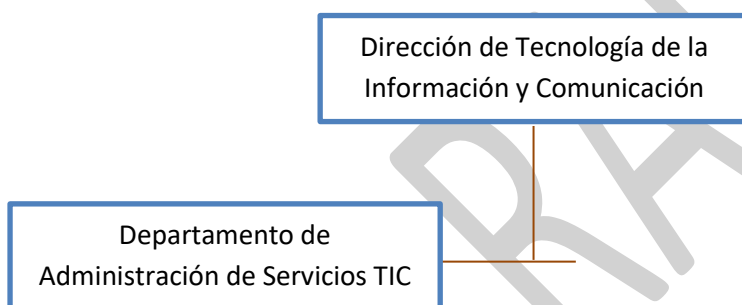 Dirección de Tecnología de la
Información y Comunicación
Departamento de
Administración de Servicios TIC